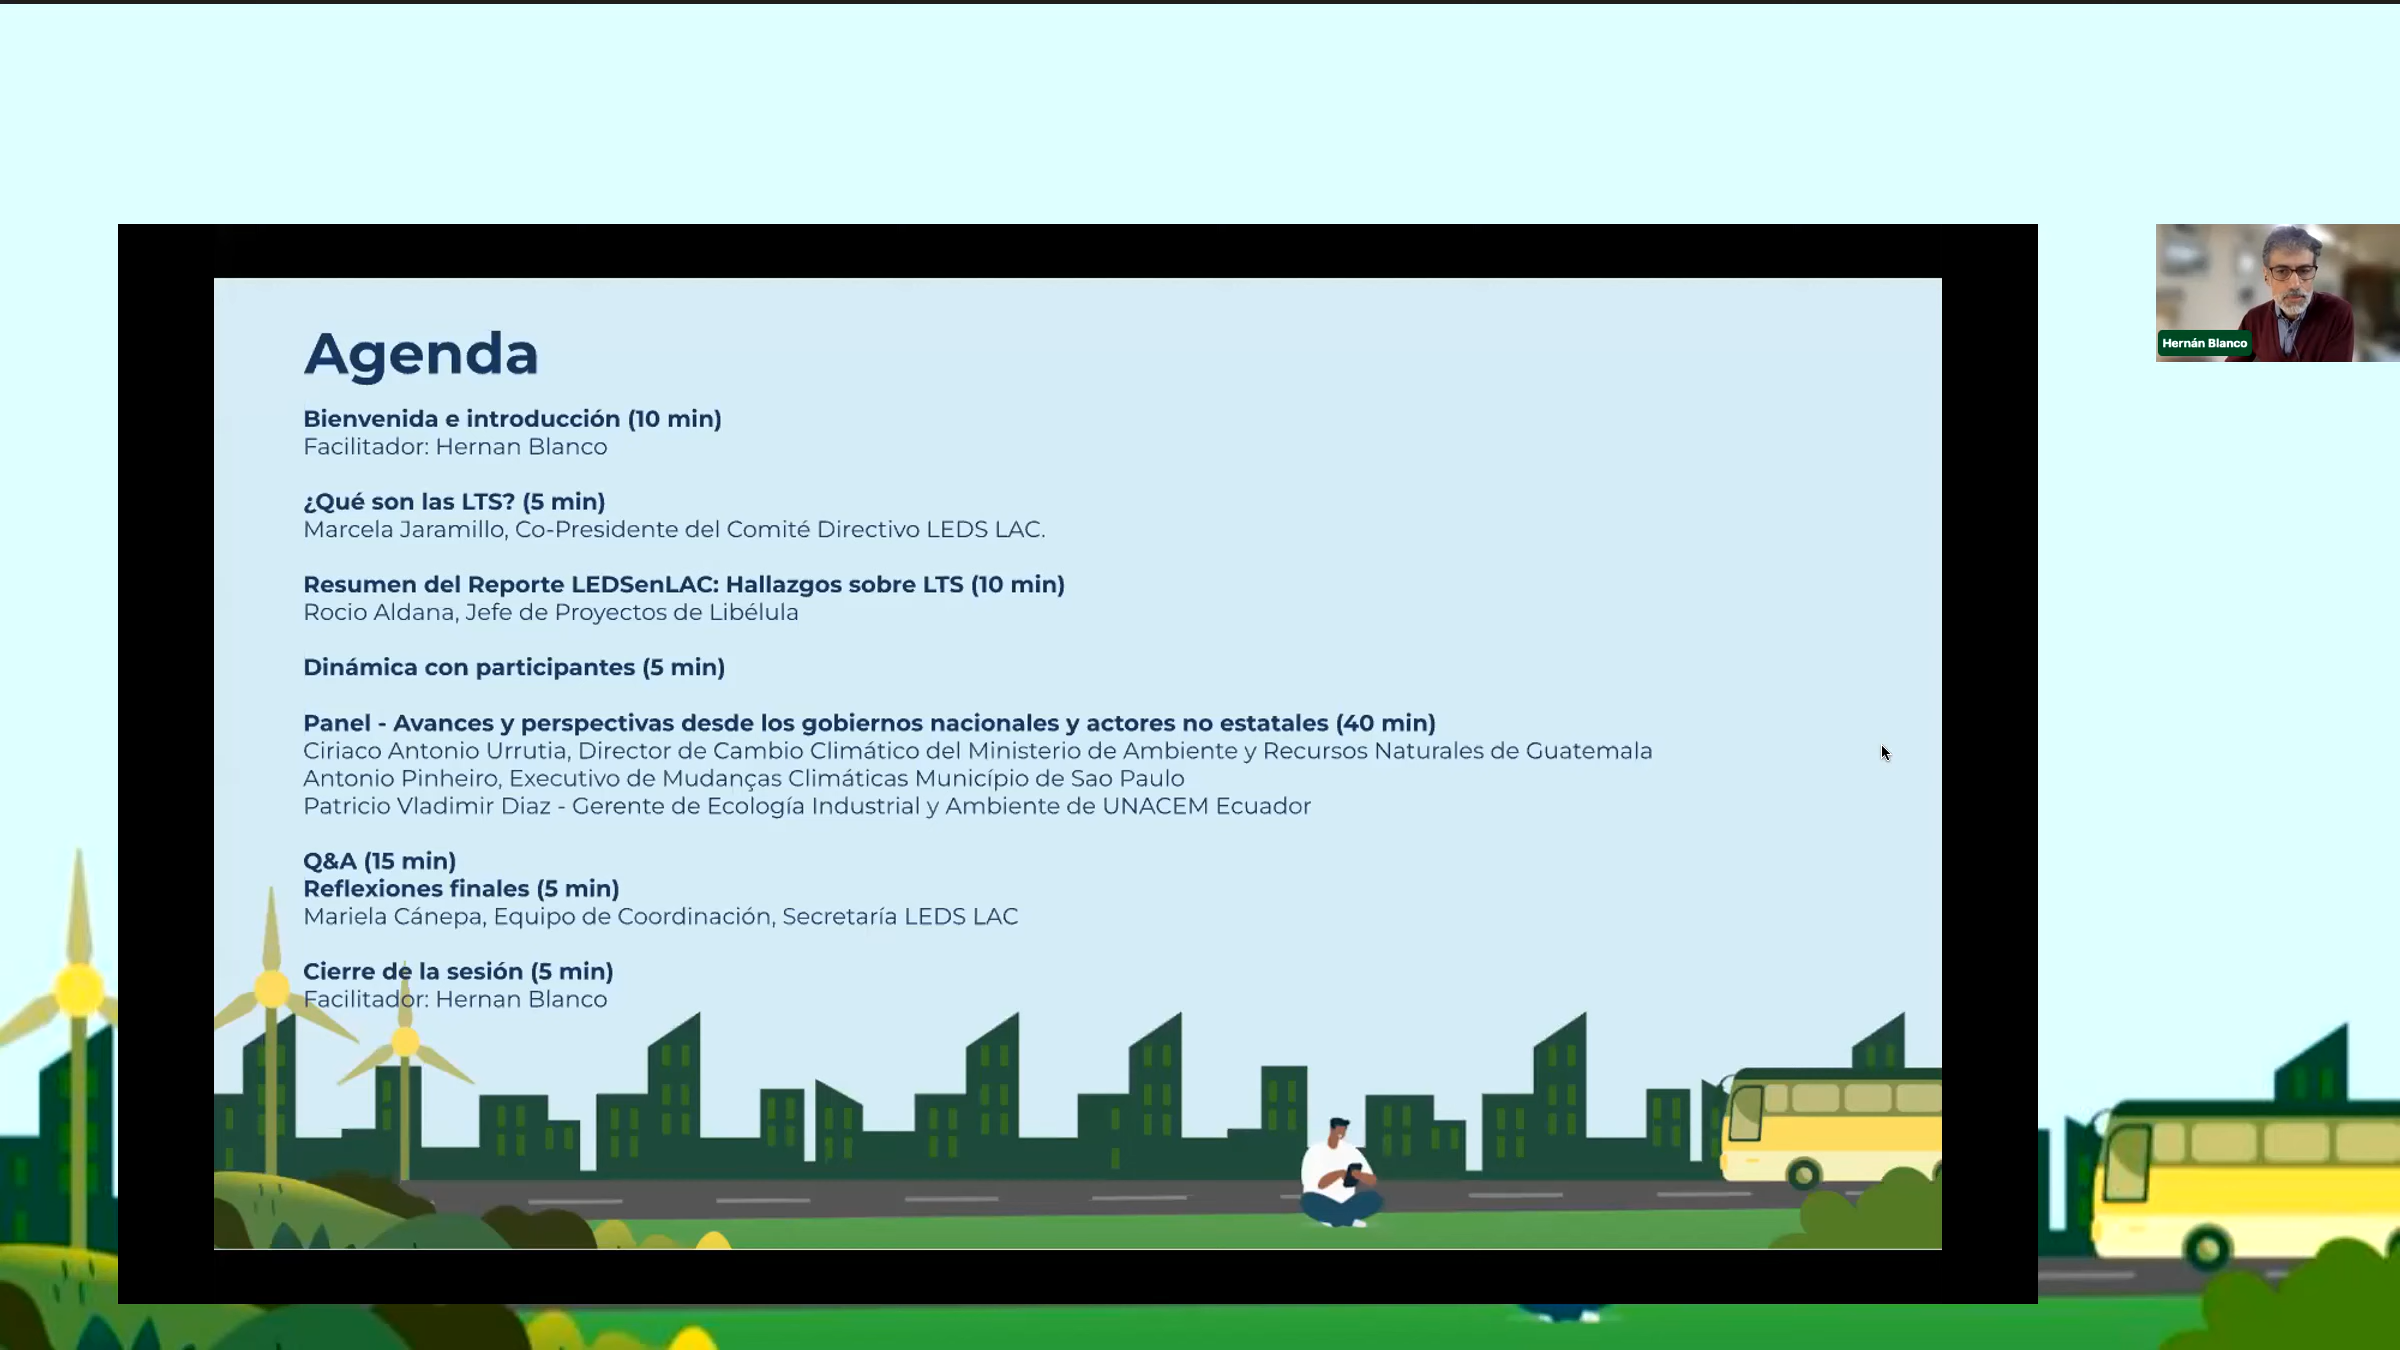 Agenda
Bienvenida e introducción (10 min)
Facilitador: Hernan Blanco
¿Qué son las LTS? (5 min)
Marcela Jaramillo, Co-Presidente del Comité Directivo LEDS LAC.
Resumen del Reporte LEDSenLAC: Hallazgos sobre LTS (10 min)
Rocio Aldana, Jefe de Proyectos de Libélula
Dinámica con participantes (5 min)
Panel - Avances y perspectivas desde los gobiernos nacionales y actores no estatales (40 min)
Ciriaco Antonio Urrutia, Director de Cambio Climático del Ministerio de Ambiente y Recursos Naturales de Guatemala
Antonio Pinheiro, Executivo de Mudanças Climáticas Município de Sao Paulo
Patricio Vladimir Diaz - Gerente de Ecología Industrial y Ambiente de UNACEM Ecuador
Q&A (15 min)
Reflexiones finales (5 min)
Mariela Cánepa, Equipo de Coordinación, Secretaría LEDS LAC
Cierre de la sesión (5 min)
Facilitador: Hernan Blanco
Hernán Blanco